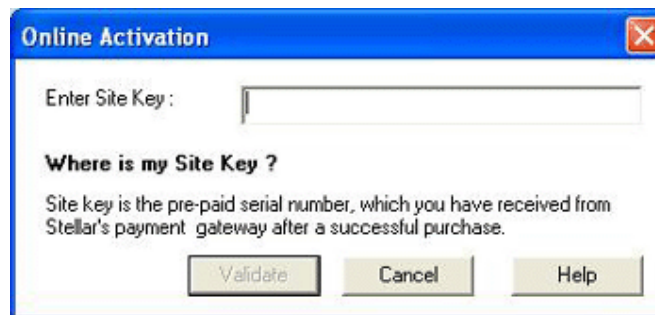 Online Activation
Enter Site Key :
Where is my Site Key ?
Site key is the pre-paid serial number, which you have received from
Stellar's payment gateway after a successful purchase.
Validate Cancel Help